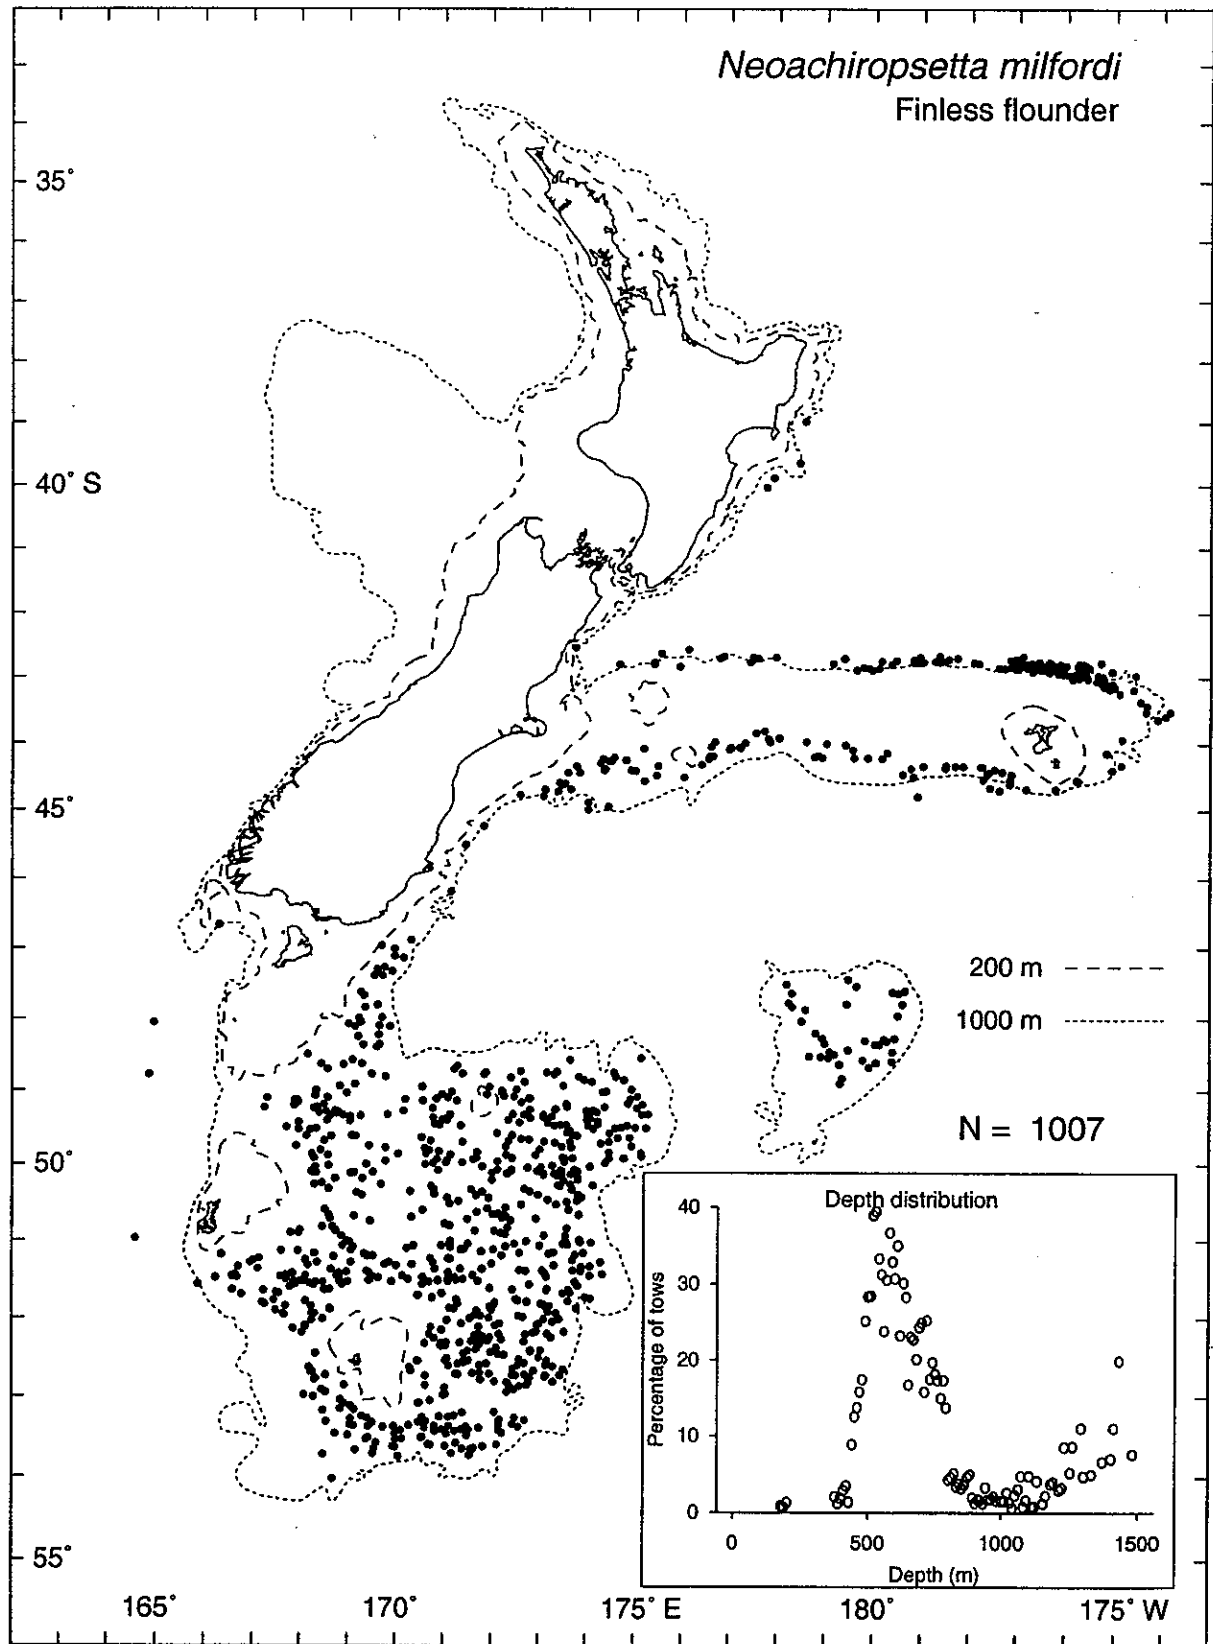 Neoachiropsetta milfordi
Finless flounder
35°
40° S
45°
50°
55°
165°
170°
175° E
180°
175° W
200 m
1000 m
N = 1007
Depth distribution
Percentage of tows
40
30
20
10
0
0
500
1000
1500
Depth (m)